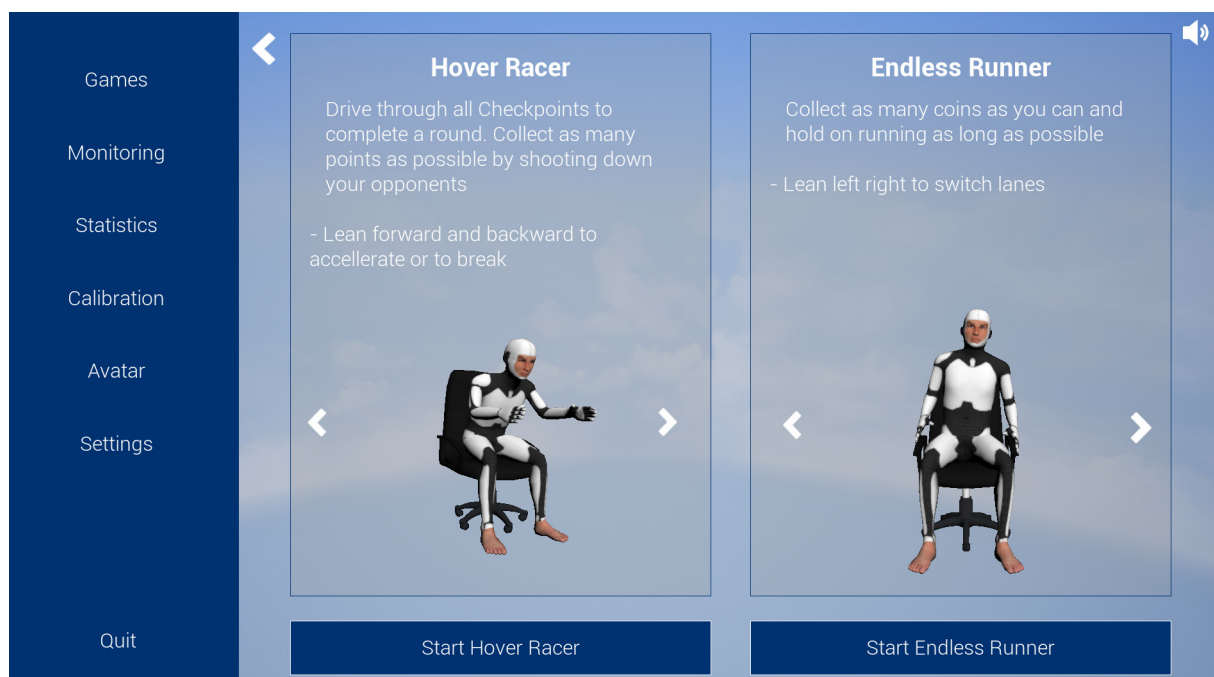 Games
Monitoring
Statistics
Calibration
Avatar
Settings
Quit
Hover Racer
Drive through all Checkpoints to
complete a round. Collect as many
points as possible by shooting down
your opponents
- Lean forward and backward to
accellerate or to break
Start Hover Racer
Endless Runner
Collect as many coins as you can and
hold on running as long as possible
- Lean left right to switch lanes
Start Endless Runner